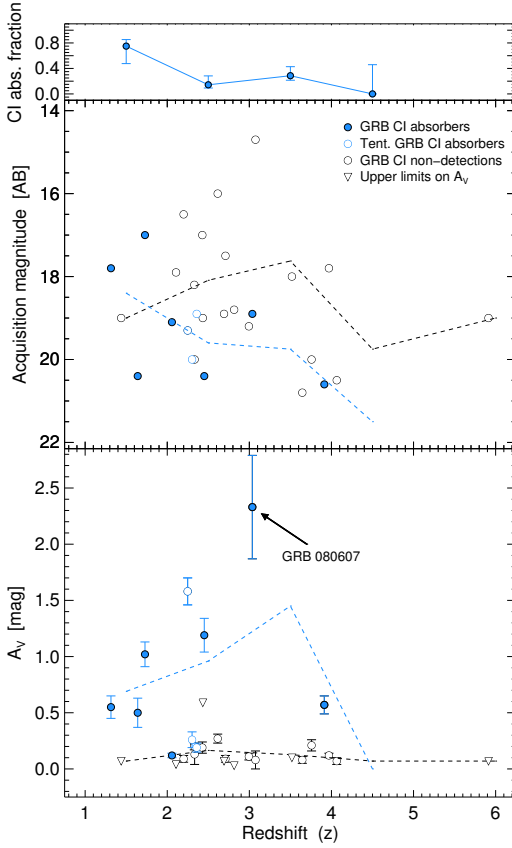 CI abs. fraction
0.8
0.4
0.0
Acquisition magnitude [AB]
14
16
18
20
22
GRB CI absorbers
Tent. GRB CI absorbers
GRB CI non−detections
Upper limits on A_V
A_V [mag]
2.5
2.0
1.5
1.0
0.5
0.0
GRB 080607
1 2 3 4 5 6
Redshift (z)